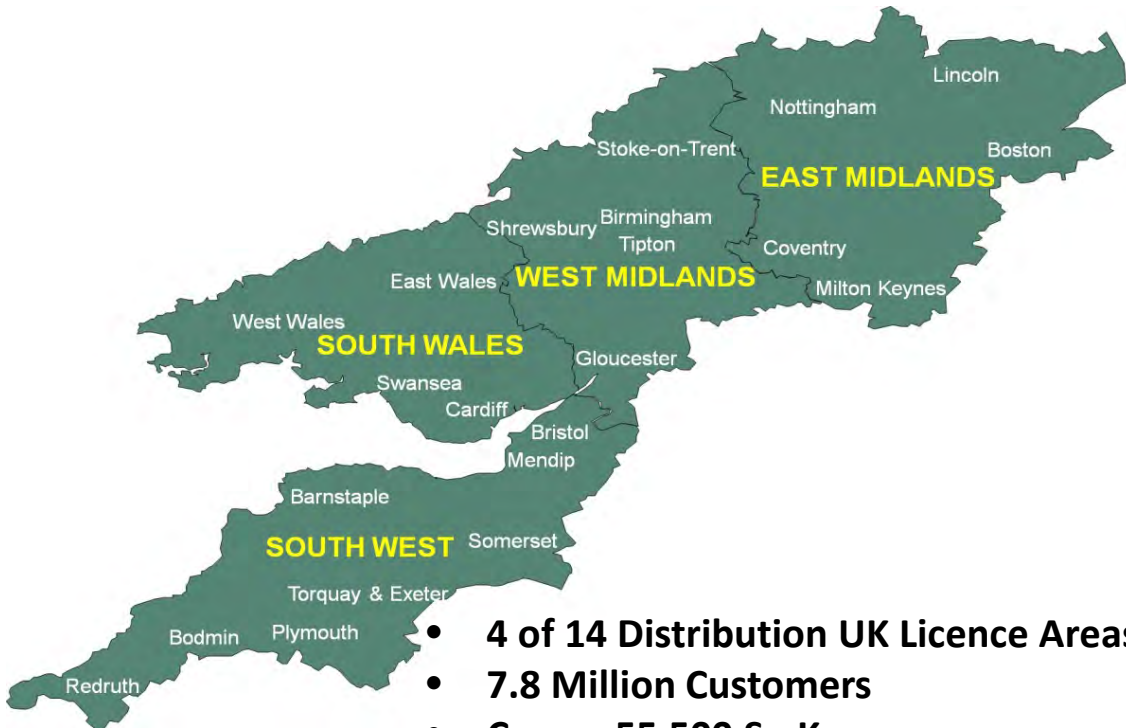 Lincoln
Nottingham
Stoke-on-Trent
Boston
EAST MIDLANDS
Shrewsbury
Birmingham
Tipton
Coventry
East Wales
WEST MIDLANDS
Milton Keynes
West Wales
SOUTH WALES
Gloucester
Swansea
Cardiff
Bristol
Mendip
Barnstaple
SOUTH WEST
Somerset
Torquay & Exeter
Bodmin
Plymouth
Redruth
• 4 of 14 Distribution UK Licence Areas
• 7.8 Million Customers